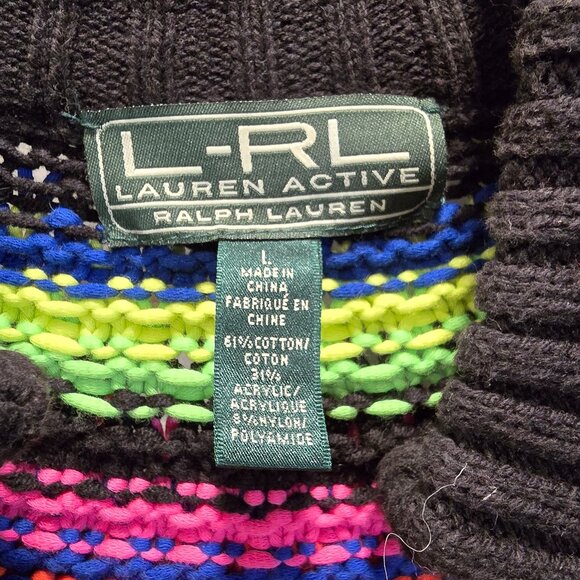 L-RL
LAUREN ACTIVE
RALPH LAUREN
L
MADE IN
CHINA
FABRIQUÉ EN
CHINE
61% COTTON/
COTON
31%
ACRYLIC/
ACRYLIQUE
8% NYLON/
POLYAMIDE